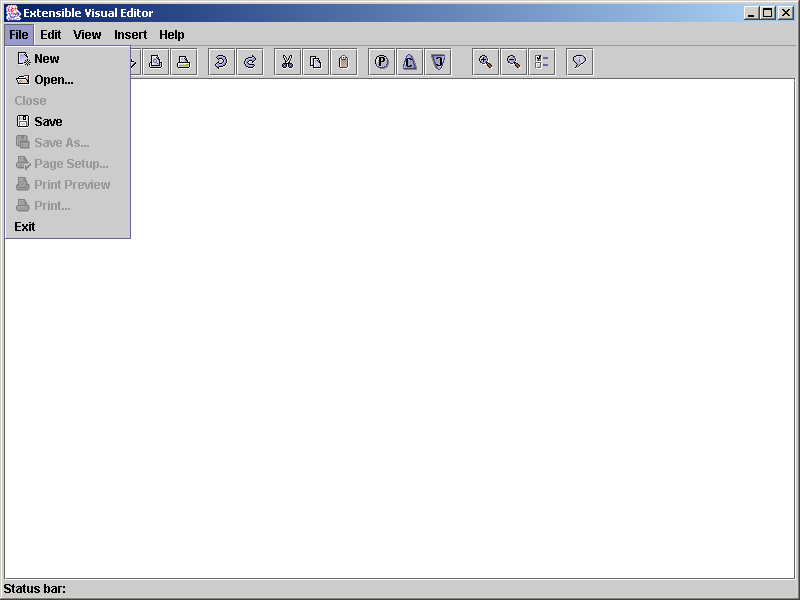 Extensible Visual Editor
File Edit View Insert Help
New
Open...
Close
Save
Save As...
Page Setup...
Print Preview
Print...
Exit
P C C
Status bar: